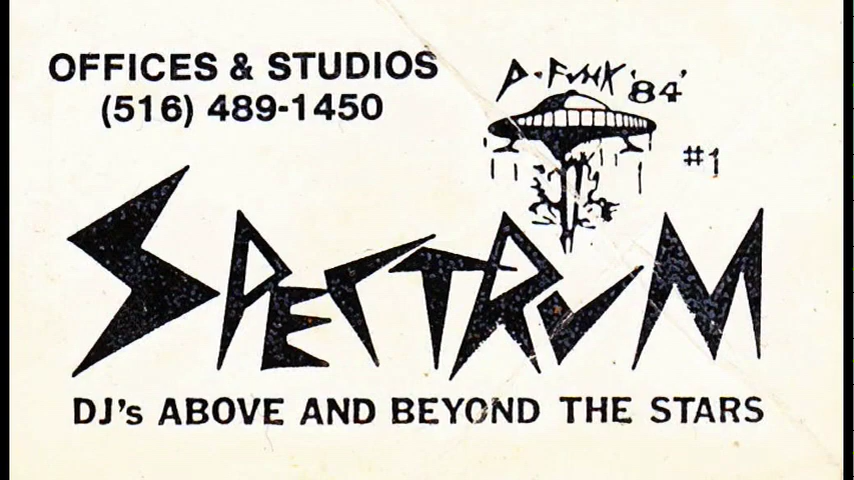 OFFICES & STUDIOS
(516) 489-1450
P-FUNK '84'
#1
SPECTRUM
DJ's ABOVE AND BEYOND THE STARS